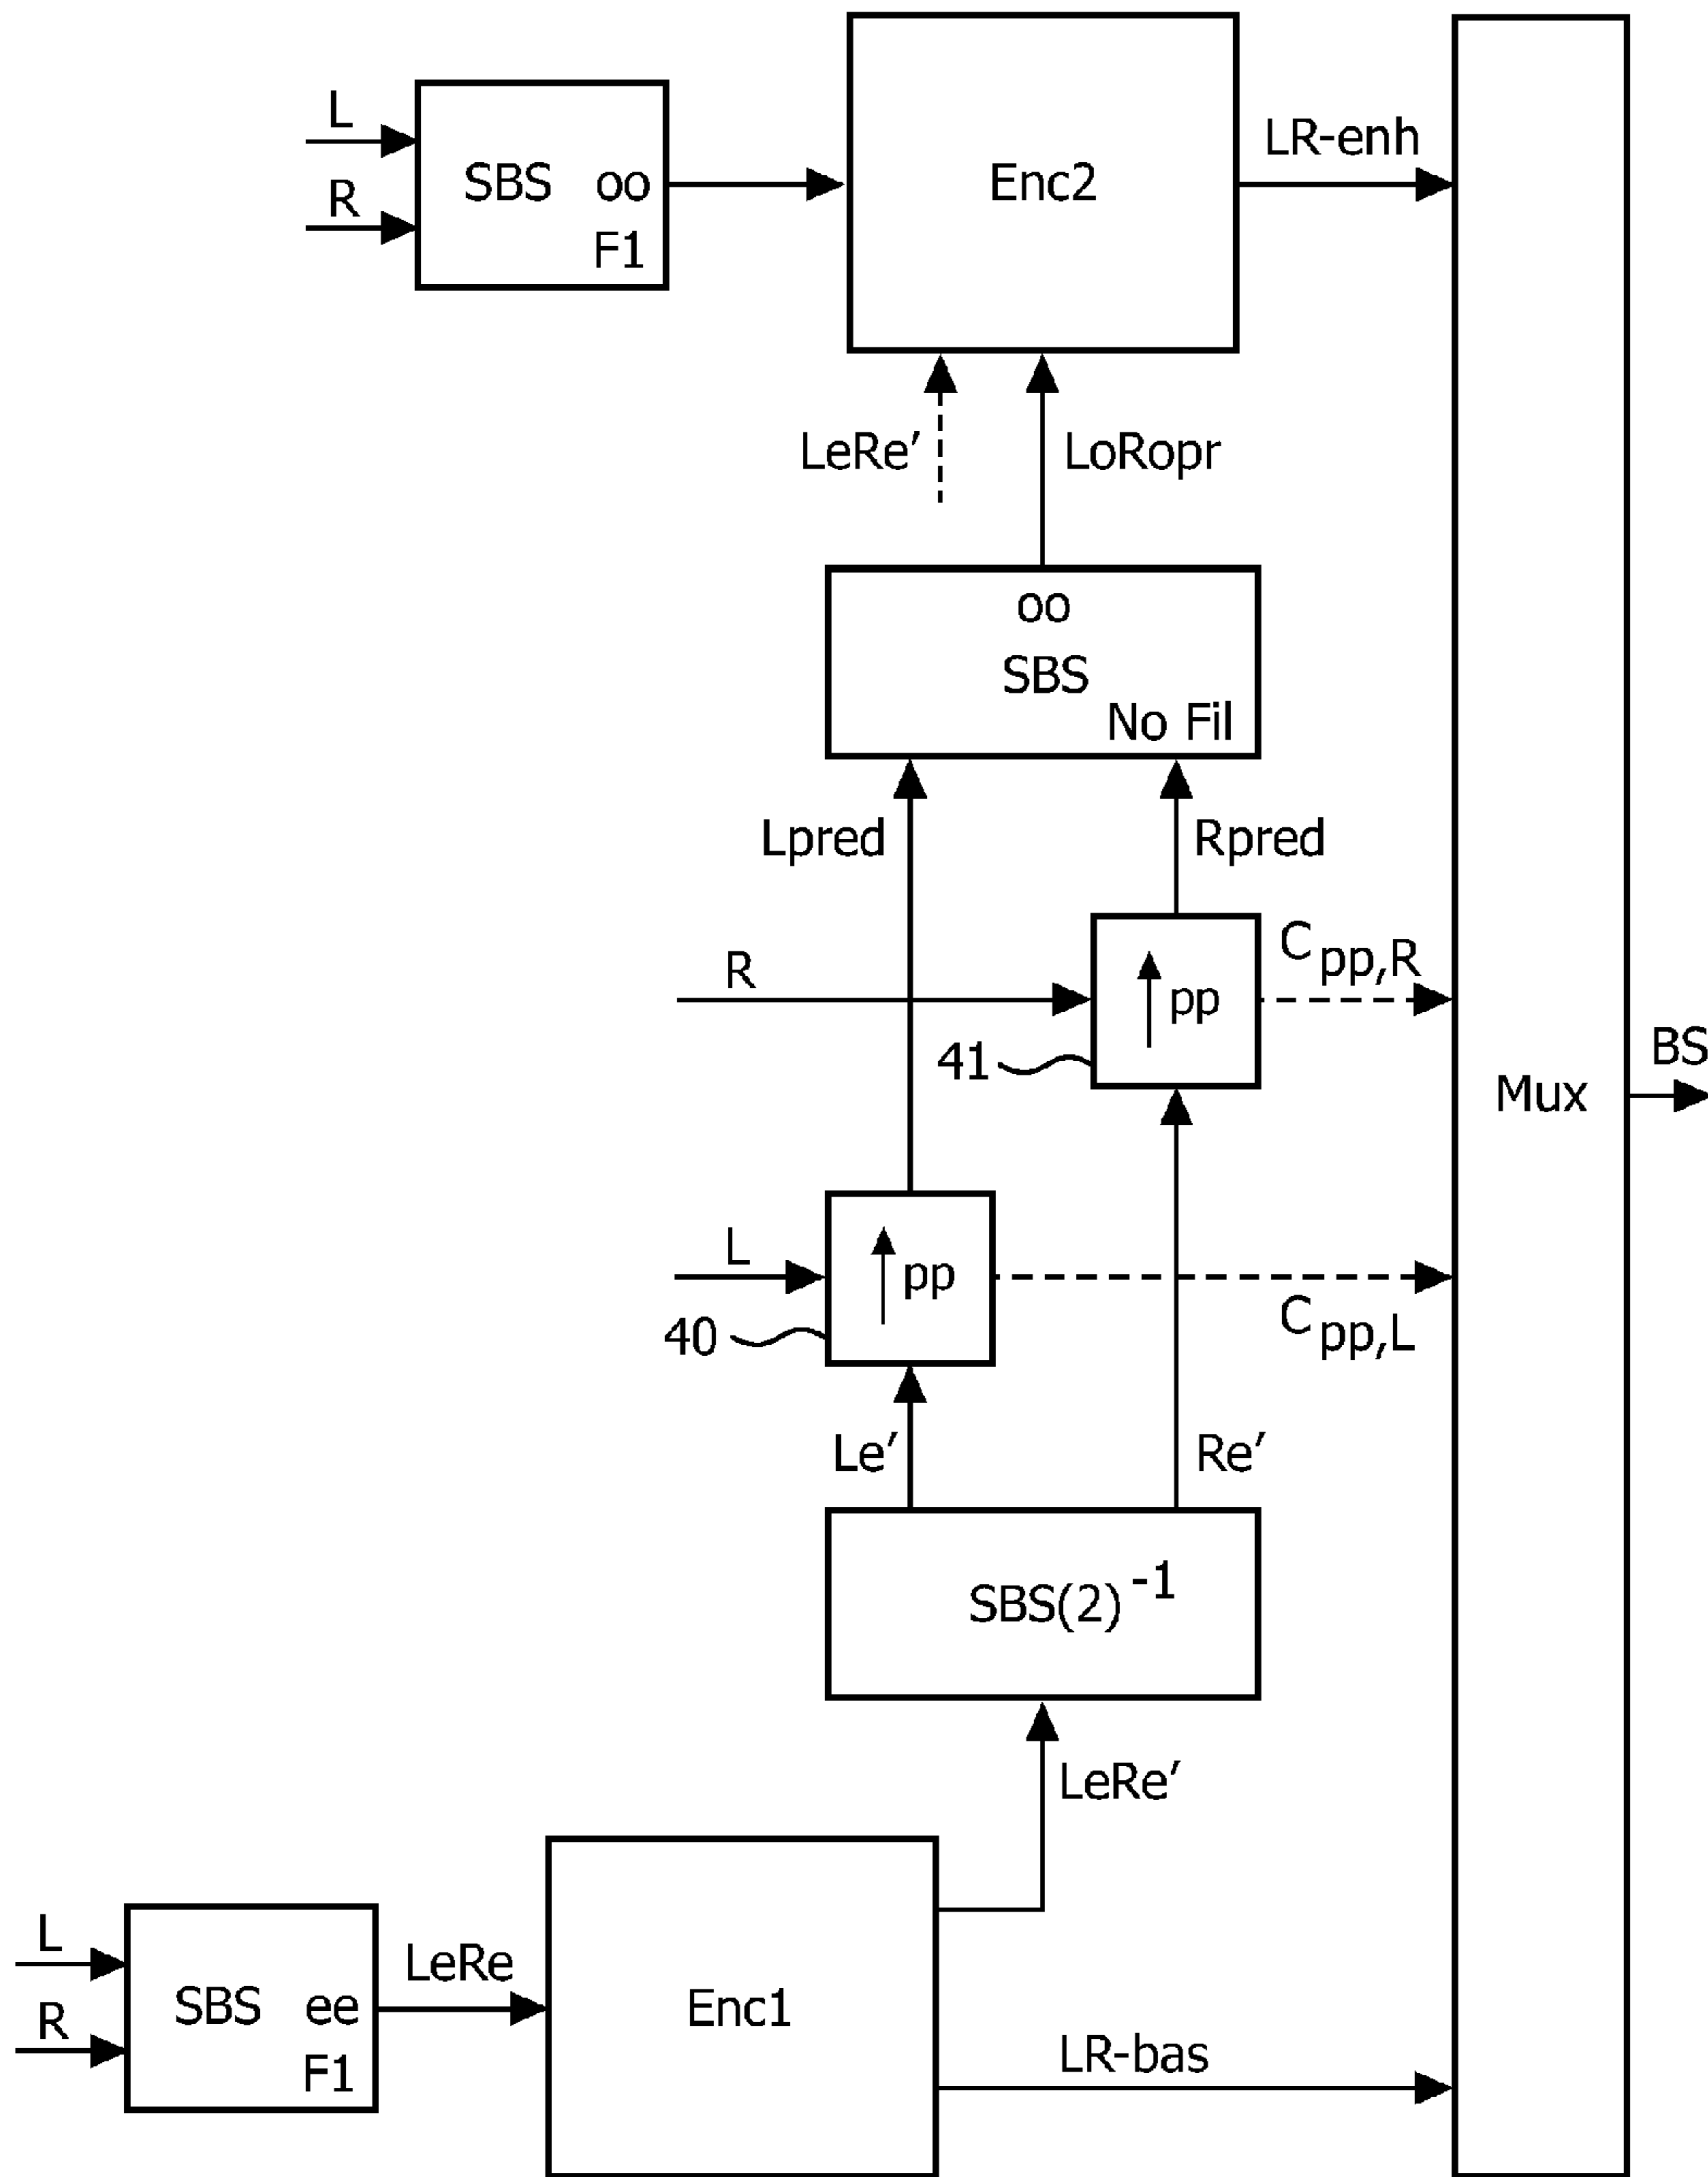 L
R
SBS oo
F1
Enc2
LR-enh
LeRe’
LoRopr
oo
SBS
No Fil
Lpred
Rpred
R
pp
Cpp,R
41
BS
Mux
L
pp
Cpp,L
40
Le’
Re’
SBS(2)-1
LeRe’
L
R
SBS ee
F1
LeRe
Enc1
LR-bas